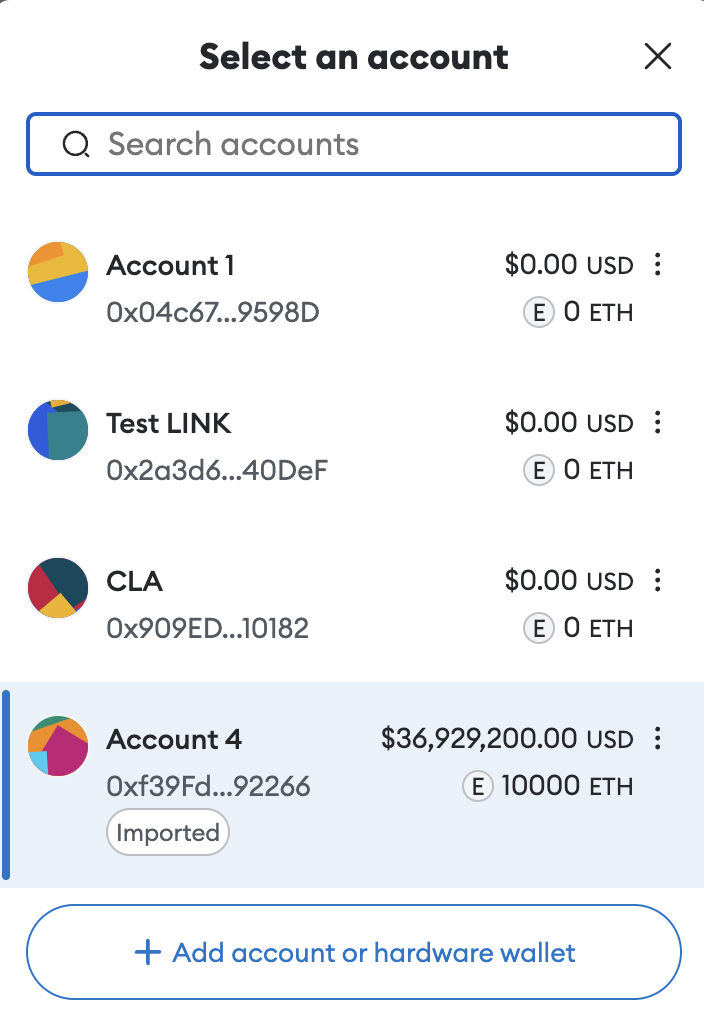 Select an account
Search accounts
Account 1
$0.00 USD
0x04c67...9598D
E 0 ETH
Test LINK
$0.00 USD
0x2a3d6...40DeF
E 0 ETH
CLA
$0.00 USD
0x909ED...10182
E 0 ETH
Account 4
$36,929,200.00 USD
0xf39Fd...92266
E 10000 ETH
Imported
+ Add account or hardware wallet